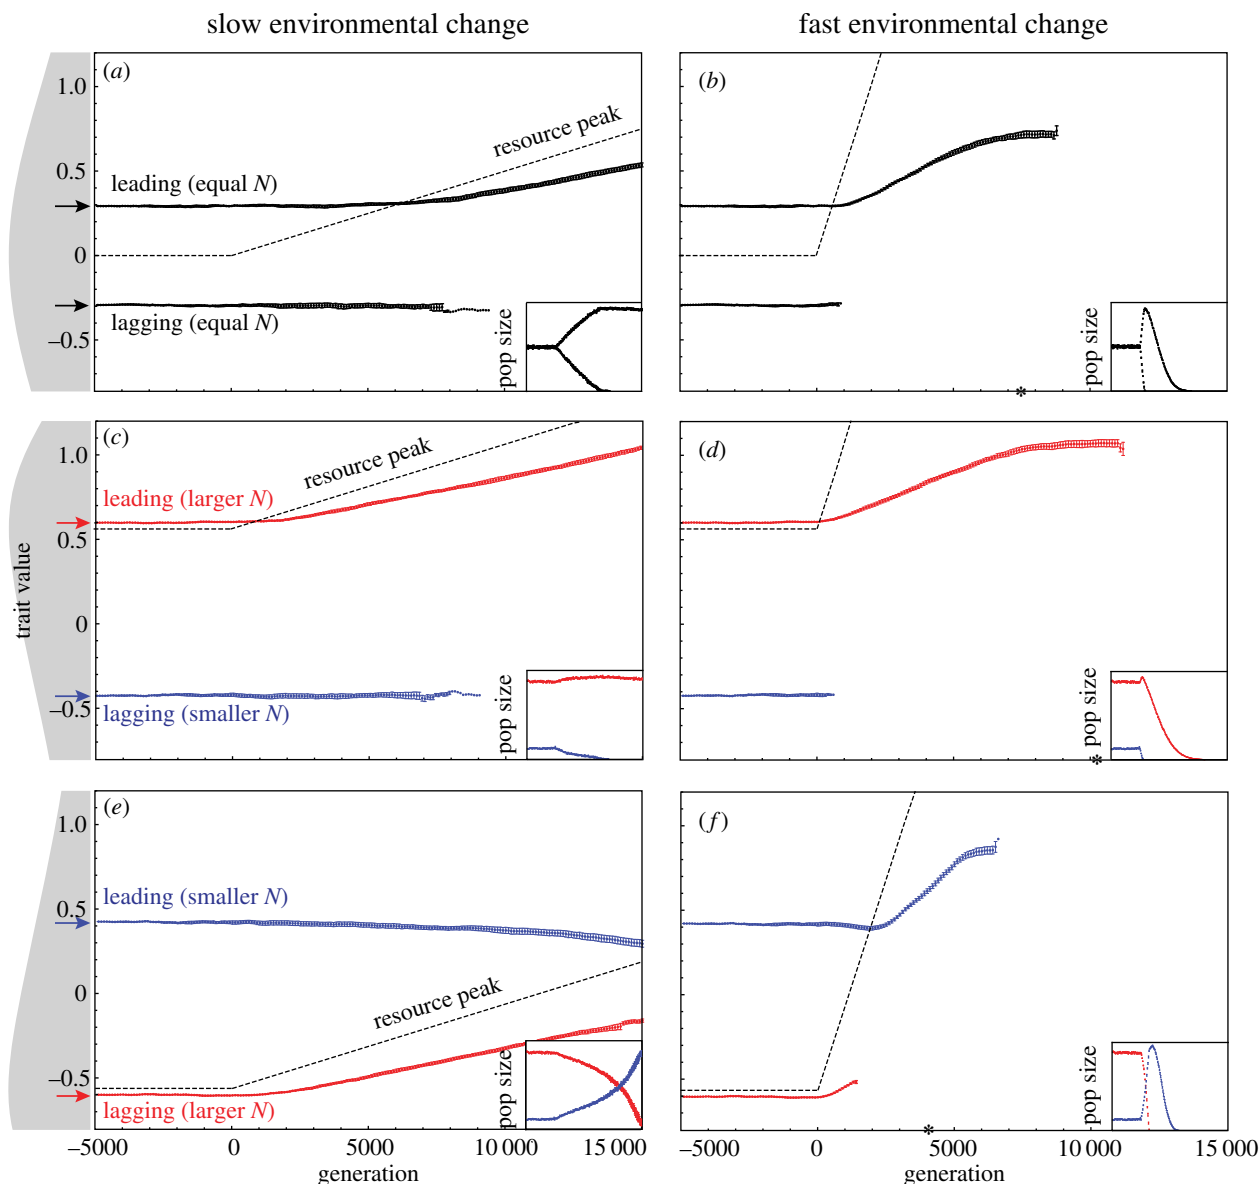 slow environmental change
fast environmental change
(a)
1.0
resource peak
0.5
leading (equal N)
0
lagging (equal N)
–0.5
pop size
(b)
pop size
*
(c)
1.0
resource peak
leading (larger N)
0.5
trait value
0
lagging (smaller N)
–0.5
pop size
(d)
pop size
*
(e)
1.0
leading (smaller N)
0.5
resource peak
0
–0.5
lagging (larger N)
pop size
–5000 0 5000 10 000 15 000
generation
(f)
pop size
*
–5000 0 5000 10 000 15 000
generation